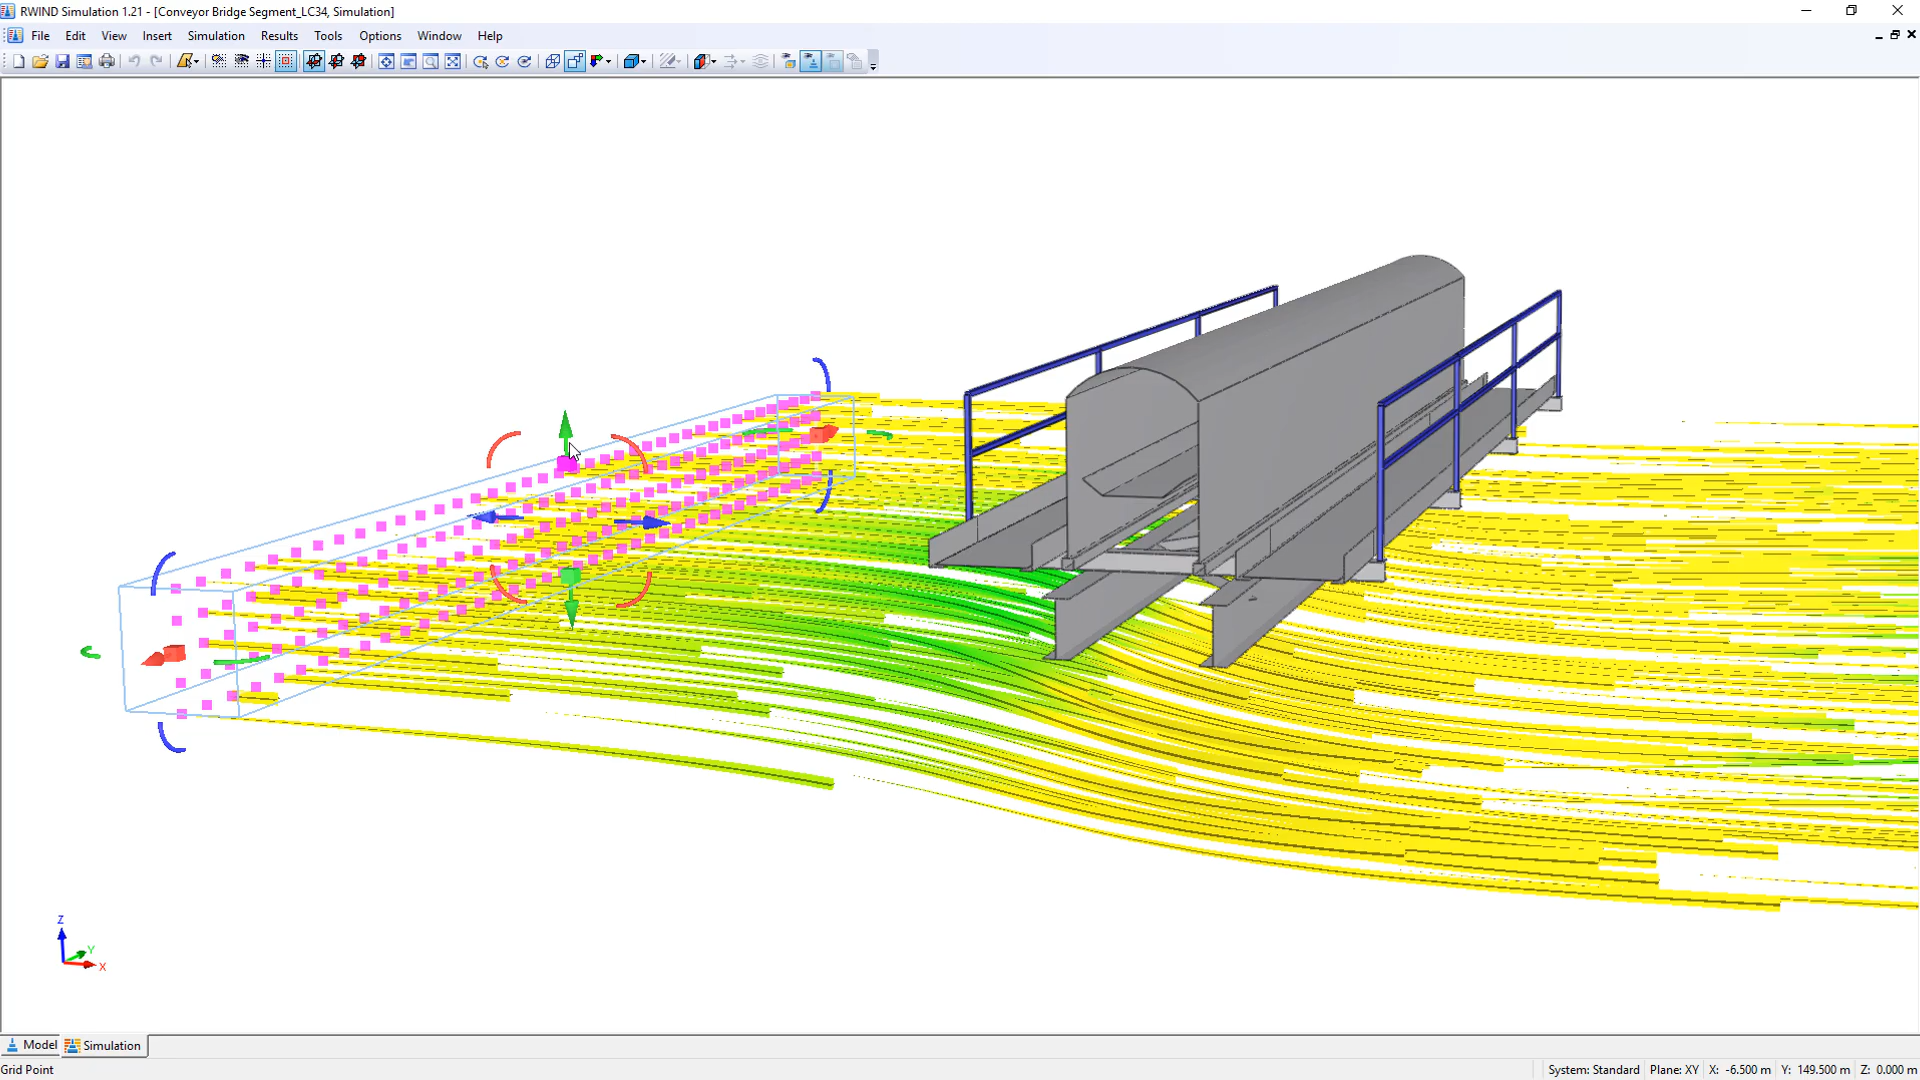 RWIND Simulation 1.21 - [Conveyor Bridge Segment_LC34, Simulation]
File Edit View Insert Simulation Results Tools Options Window Help
Z
Y
X
Model Simulation
Grid Point System: Standard Plane: XY X: -6.500 m Y: 149.500 m Z: 0.000 m